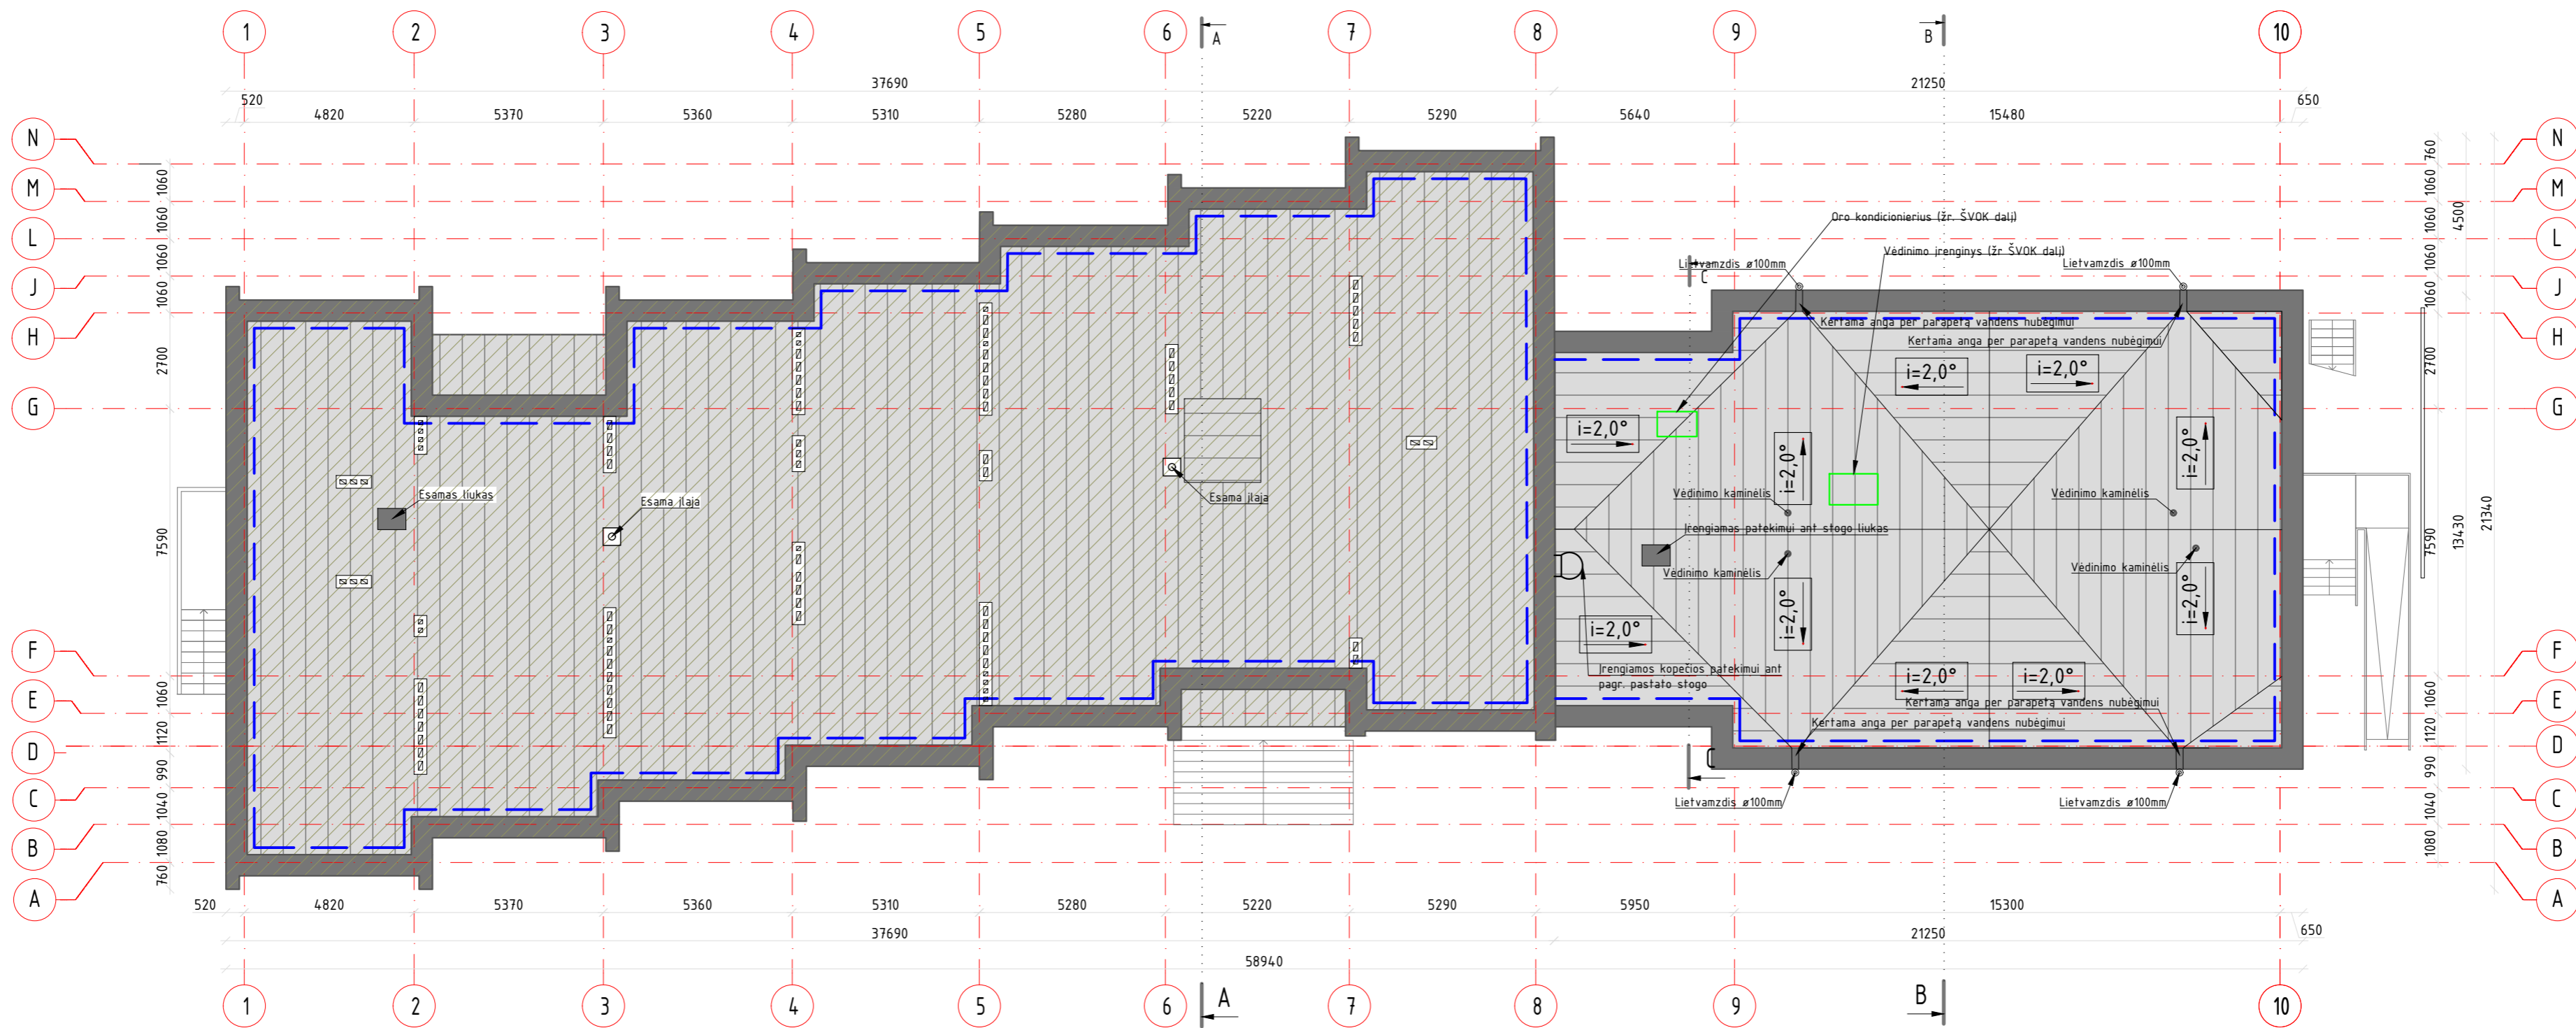 1 2 3 4 5 6 7 8 9 10
A B
37690 21250
520 4820 5370 5360 5310 5280 5220 5290 5640 15480 650
N N
M M
L L
J J
H H
G G
F F
E E
D D
C C
B B
A A
1060
1060
1060
1060
2700
7590
1060
1120
990
1040
1080
760
760
1060
1060
1060
1060
2700
7590
1060
1120
990
1040
1080
4500
13430
21340
Oro kondicionierius (žr. ŠVOK dalį)
Vėdinimo įrenginys (žr ŠVOK dalį)
Lietvamzdis ø100mm
Lietvamzdis ø100mm
C
Kertama anga per parapetą vandens nubėgimui
Kertama anga per parapetą vandens nubėgimui
i=2,0°
i=2,0°
i=2,0°
i=2,0°
i=2,0°
Esamas liukas
Esama įlaja
Esama įlaja
Vėdinimo kaminėlis
Vėdinimo kaminėlis
Įrengiamas patekimui ant stogo liukas
Vėdinimo kaminėlis
Vėdinimo kaminėlis
i=2,0°
i=2,0°
i=2,0°
Įrengiamos kopėčios patekimui ant
pagr. pastato stogo
i=2,0°
i=2,0°
Kertama anga per parapetą vandens nubėgimui
Kertama anga per parapetą vandens nubėgimui
C
Lietvamzdis ø100mm
Lietvamzdis ø100mm
520 4820 5370 5360 5310 5280 5220 5290 5950 15300
37690 21250 650
58940
A B
1 2 3 4 5 6 7 8 9 10